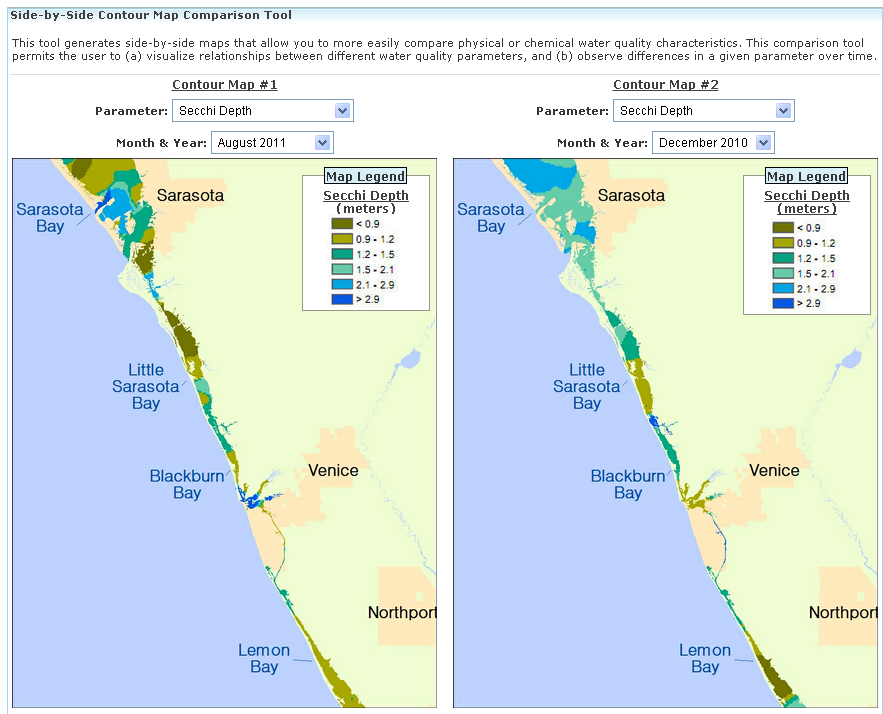 Side-by-Side Contour Map Comparison Tool
This tool generates side-by-side maps that allow you to more easily compare physical or chemical water quality characteristics. This comparison tool
permits the user to (a) visualize relationships between different water quality parameters, and (b) observe differences in a given parameter over time.
Contour Map #1
Parameter: Secchi Depth
Month & Year: August 2011
Map Legend
Secchi Depth
(meters)
< 0.9
0.9 - 1.2
1.2 - 1.5
1.5 - 2.1
2.1 - 2.9
> 2.9
Sarasota
Sarasota
Bay
Little
Sarasota
Bay
Blackburn
Bay
Venice
Northport
Lemon
Bay
Contour Map #2
Parameter: Secchi Depth
Month & Year: December 2010
Map Legend
Secchi Depth
(meters)
< 0.9
0.9 - 1.2
1.2 - 1.5
1.5 - 2.1
2.1 - 2.9
> 2.9
Sarasota
Sarasota
Bay
Little
Sarasota
Bay
Blackburn
Bay
Venice
Northport
Lemon
Bay